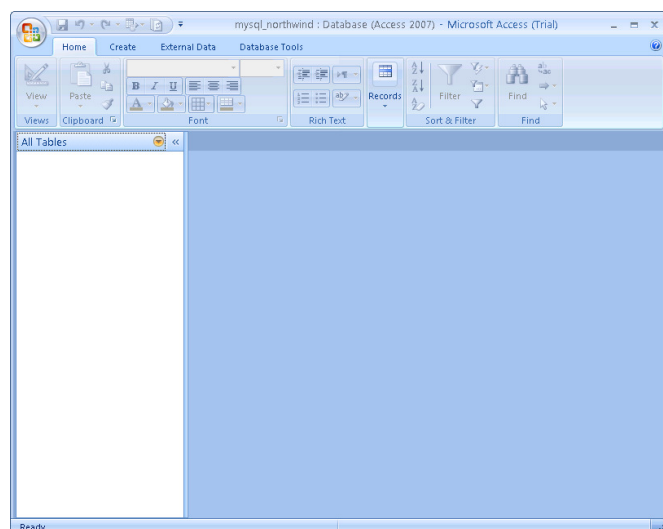 mysql_northwind : Database (Access 2007) - Microsoft Access (Trial)
Home Create External Data Database Tools
View Paste B I U Records Filter Find
Views Clipboard Font Rich Text Sort & Filter Find
All Tables
Ready